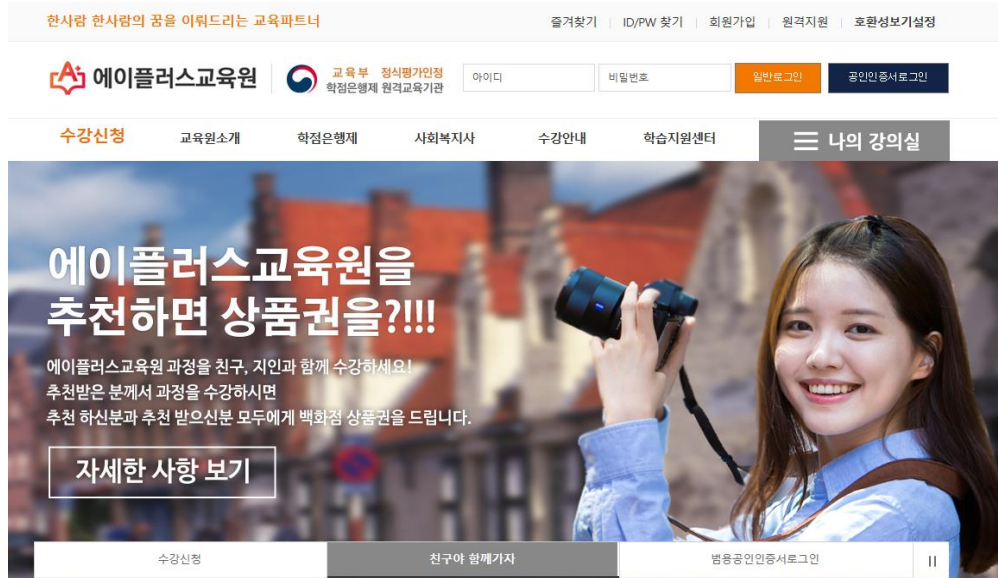 한사람 한사람의 꿈을 이뤄드리는 교육파트너
즐겨찾기 | ID/PW 찾기 | 회원가입 | 원격지원 | 호환성보기설정
에이플러스교육원
교육부 정식평가인정
학점은행제 원격교육기관
아이디
비밀번호
일반로그인
공인인증서로그인
수강신청
교육원소개
학점은행제
사회복지사
수강안내
학습지원센터
나의 강의실
에이플러스교육원을
추천하면 상품권을?!!!
에이플러스교육원 과정을 친구, 지인과 함께 수강하세요!
추천받은 분께서 과정을 수강하시면
추천 하신분과 추천 받으신분 모두에게 백화점 상품권을 드립니다.
자세한 사항 보기
수강신청
친구야 함께가자
범용공인인증서로그인